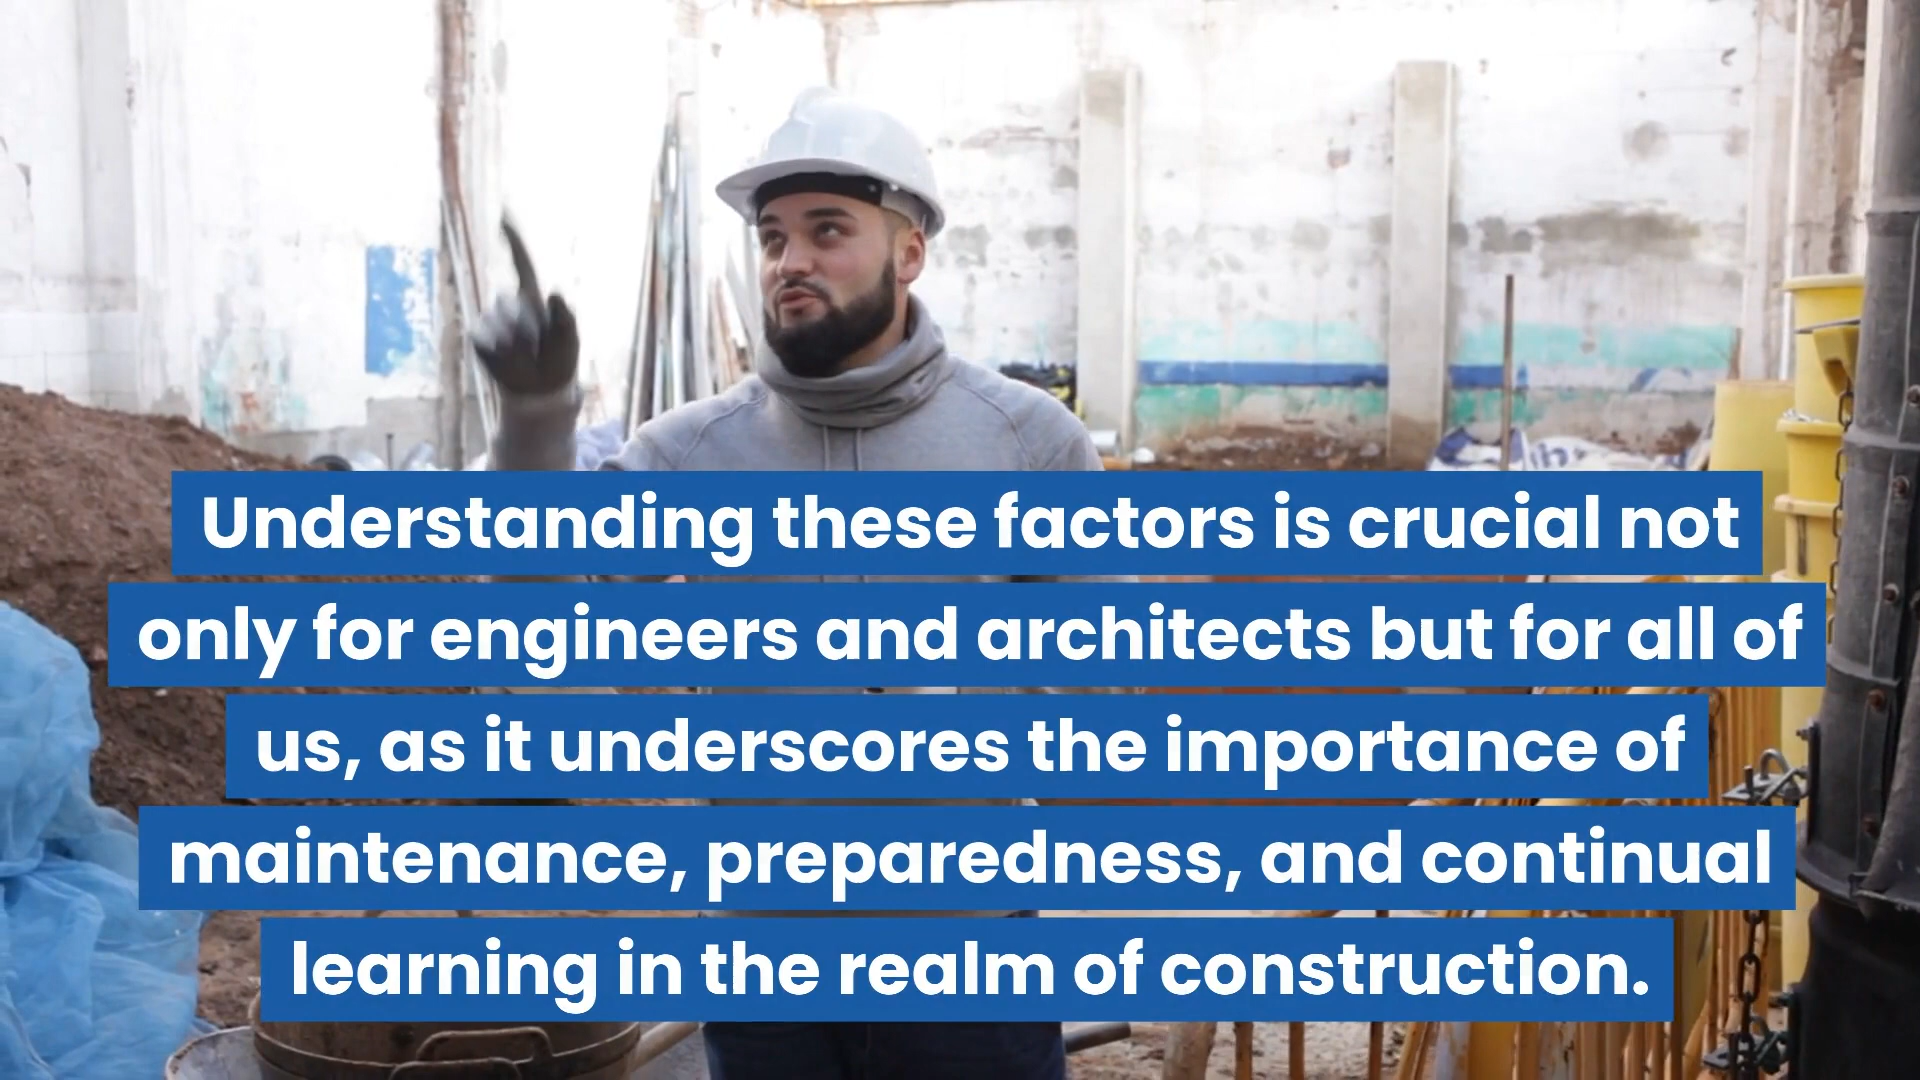 Understanding these factors is crucial not
only for engineers and architects but for all of
us, as it underscores the importance of
maintenance, preparedness, and continual
learning in the realm of construction.